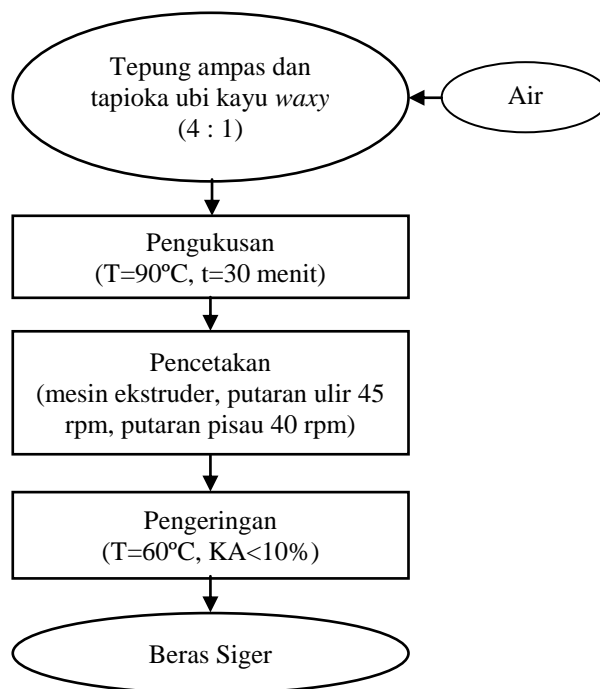 Tepung ampas dan
tapioka ubi kayu waxy
(4 : 1)
Air
Pengukusan
(T=90ºC, t=30 menit)
Pencetakan
(mesin ekstruder, putaran ulir 45
rpm, putaran pisau 40 rpm)
Pengeringan
(T=60ºC, KA<10%)
Beras Siger